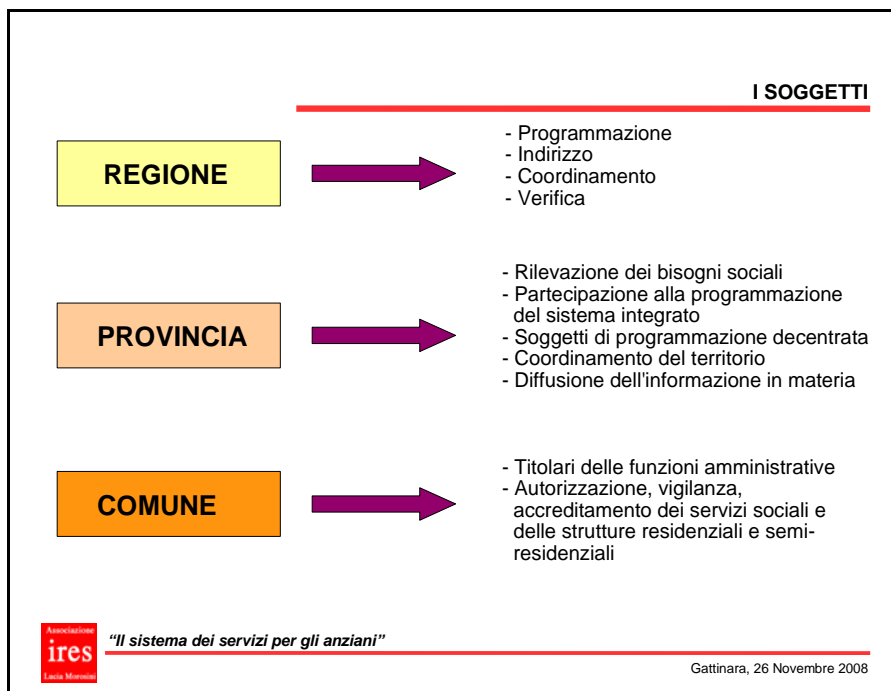 I SOGGETTI
REGIONE
- Programmazione
- Indirizzo
- Coordinamento
- Verifica
PROVINCIA
- Rilevazione dei bisogni sociali
- Partecipazione alla programmazione
del sistema integrato
- Soggetti di programmazione decentrata
- Coordinamento del territorio
- Diffusione dell'informazione in materia
COMUNE
- Titolari delle funzioni amministrative
- Autorizzazione, vigilanza,
accreditamento dei servizi sociali e
delle strutture residenziali e semi-
residenziali
Associazione
ires
Lucia Morosini
“Il sistema dei servizi per gli anziani”
Gattinara, 26 Novembre 2008